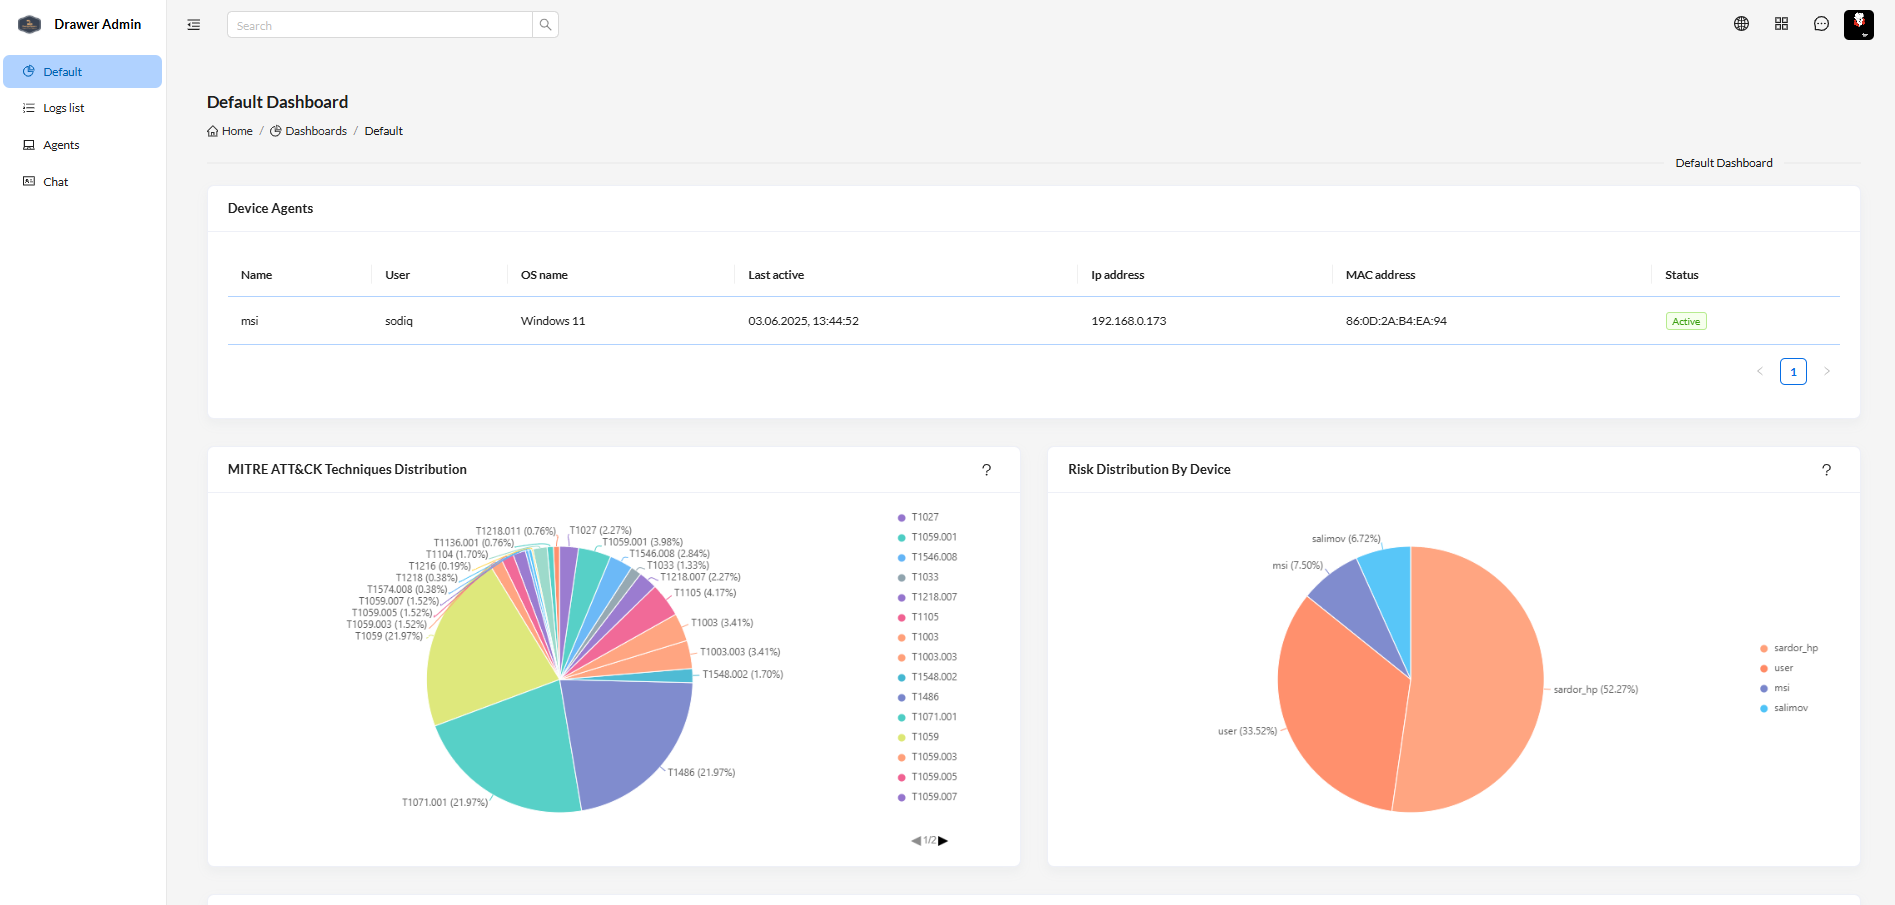 Drawer Admin
Search
Default
Logs list
Agents
Chat
Default Dashboard
Home / Dashboards / Default
Default Dashboard
Device Agents
Name User OS name Last active Ip address MAC address Status
msi sodiq Windows 11 03.06.2025, 13:44:52 192.168.0.173 86:0D:2A:B4:EA:94 Active
< 1 >
MITRE ATT&CK Techniques Distribution ?
T1218.011 (0.76%)
T1027 (2.27%)
T1136.001 (0.76%)
T1059.001 (3.98%)
T1104 (1.70%)
T1546.008 (2.84%)
T1216 (0.19%)
T1033 (1.33%)
T1218 (0.38%)
T1218.007 (2.27%)
T1574.008 (0.38%)
T1105 (4.17%)
T1059.007 (1.52%)
T1059.005 (1.52%)
T1059.003 (1.52%)
T1003 (3.41%)
T1059 (21.97%)
T1003.003 (3.41%)
T1548.002 (1.70%)
T1486 (21.97%)
T1071.001 (21.97%)
T1027
T1059.001
T1546.008
T1033
T1218.007
T1105
T1003
T1003.003
T1548.002
T1486
T1071.001
T1059
T1059.003
T1059.005
T1059.007
1/2
Risk Distribution By Device ?
salimov (6.72%)
msi (7.50%)
sardor_hp (52.27%)
user (33.52%)
sardor_hp
user
msi
salimov